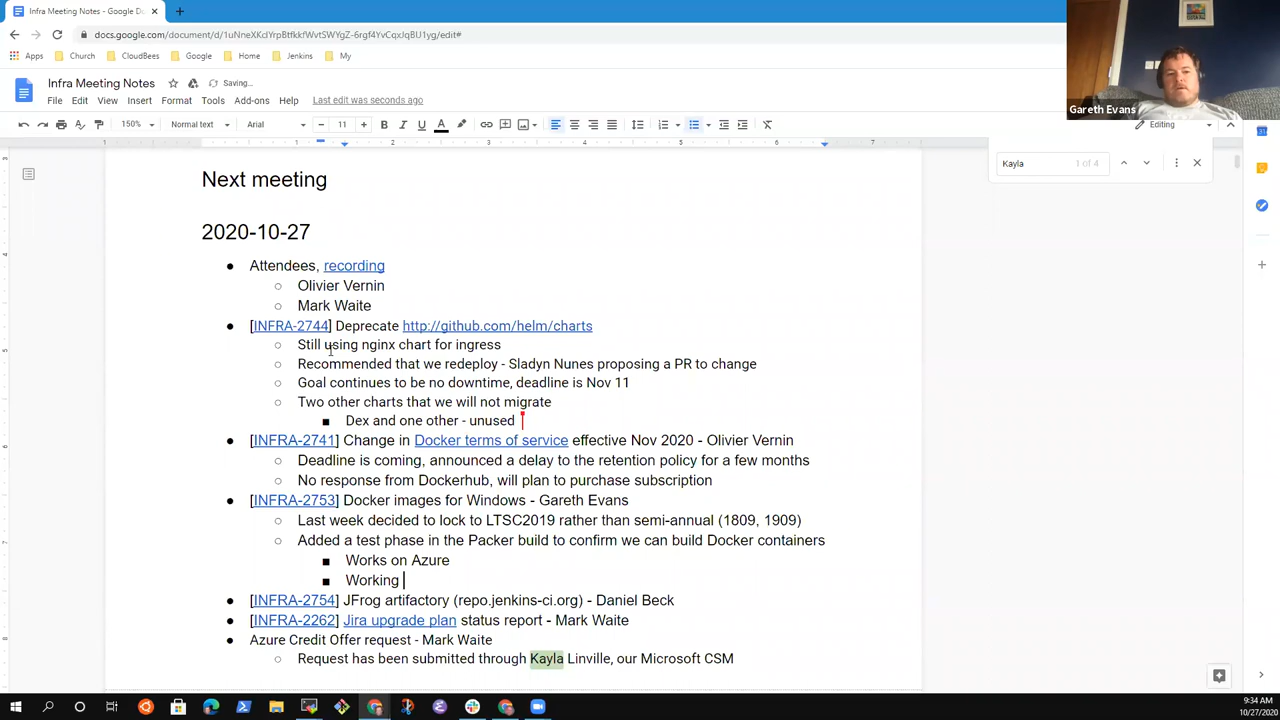 Infra Meeting Notes - Google Do
docs.google.com/document/d/1uNneXKclYrpBtfkkfWvtSWYgZ-6rgf4YvCqxJqBU1yg/edit#
Apps Church CloudBees Google Home Jenkins My
Gareth Evans
Infra Meeting Notes Saving...
File Edit View Insert Format Tools Add-ons Help Last edit was seconds ago
150% Normal text Arial 11 Editing
1 1 2 3 4 5 6 7
Kayla 1 of 4
Next meeting
2020-10-27
Attendees, recording
Olivier Vernin
Mark Waite
[INFRA-2744] Deprecate http://github.com/helm/charts
Still using nginx chart for ingress
Recommended that we redeploy - Sladyn Nunes proposing a PR to change
Goal continues to be no downtime, deadline is Nov 11
Two other charts that we will not migrate
Dex and one other - unused
[INFRA-2741] Change in Docker terms of service effective Nov 2020 - Olivier Vernin
Deadline is coming, announced a delay to the retention policy for a few months
No response from Dockerhub, will plan to purchase subscription
[INFRA-2753] Docker images for Windows - Gareth Evans
Last week decided to lock to LTSC2019 rather than semi-annual (1809, 1909)
Added a test phase in the Packer build to confirm we can build Docker containers
Works on Azure
Working
[INFRA-2754] JFrog artifactory (repo.jenkins-ci.org) - Daniel Beck
[INFRA-2262] Jira upgrade plan status report - Mark Waite
Azure Credit Offer request - Mark Waite
Request has been submitted through Kayla Linville, our Microsoft CSM
9:34 AM
10/27/2020